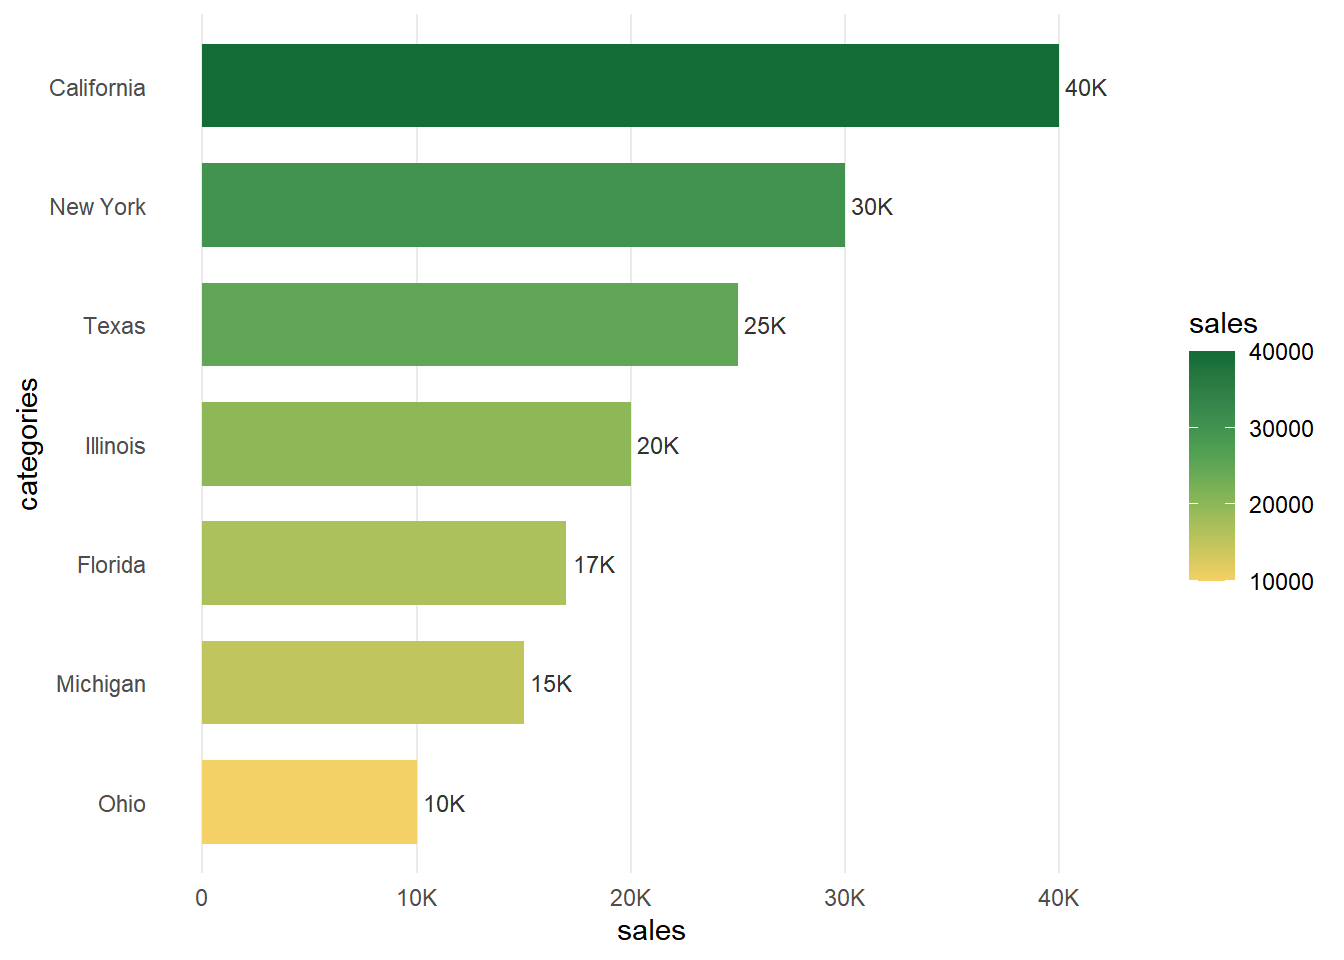 California
40K
New York
30K
Texas
25K
Illinois
20K
Florida
17K
Michigan
15K
Ohio
10K
categories
0
10K
20K
30K
40K
sales
sales
40000
30000
20000
10000